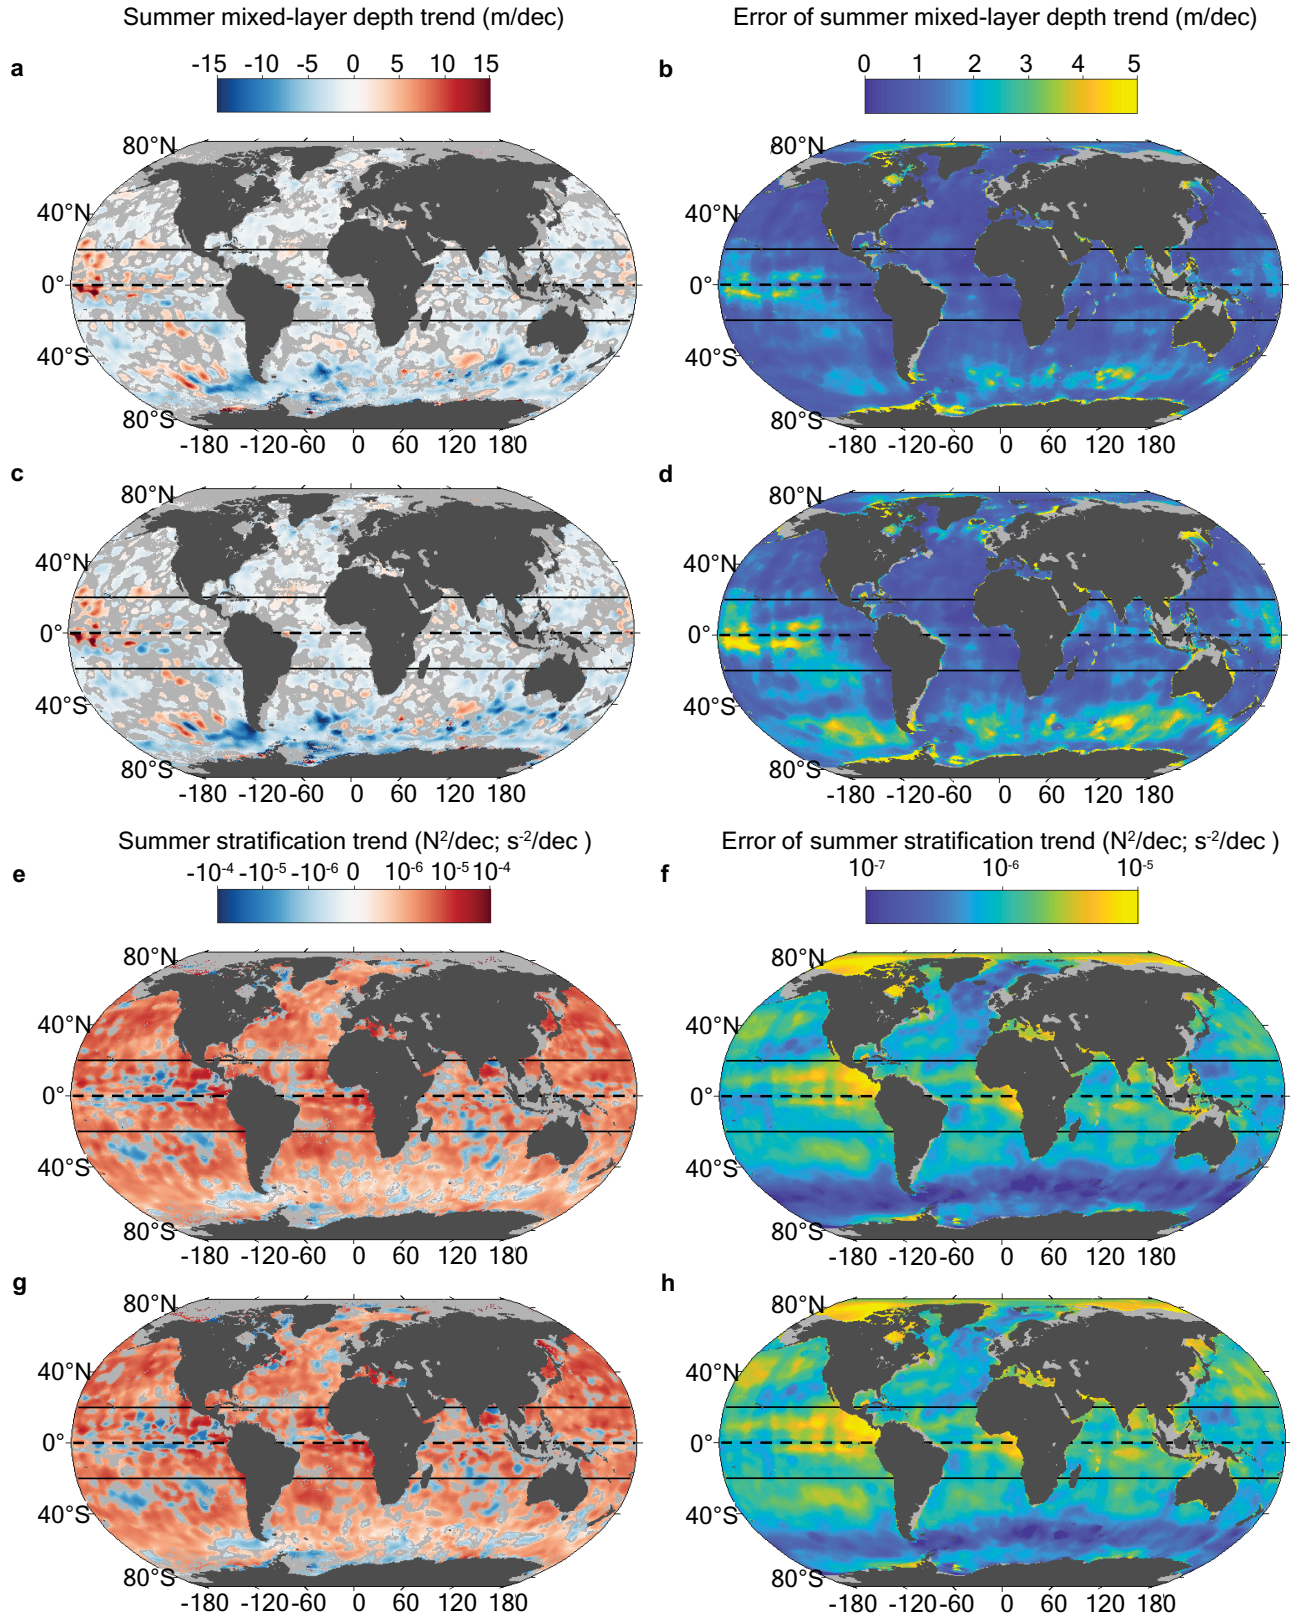 Summer mixed-layer depth trend (m/dec)
Error of summer mixed-layer depth trend (m/dec)
a
-15 -10 -5 0 5 10 15
b
0 1 2 3 4 5
80°N
40°N
0°
40°S
80°S
-180 -120 -60 0 60 120 180
80°N
40°N
0°
40°S
80°S
-180 -120 -60 0 60 120 180
c
d
80°N
40°N
0°
40°S
80°S
-180 -120 -60 0 60 120 180
80°N
40°N
0°
40°S
80°S
-180 -120 -60 0 60 120 180
Summer stratification trend (N²/dec; s⁻²/dec )
Error of summer stratification trend (N²/dec; s⁻²/dec )
e
-10⁻⁴ -10⁻⁵ -10⁻⁶ 0 10⁻⁶ 10⁻⁵ 10⁻⁴
f
10⁻⁷ 10⁻⁶ 10⁻⁵
80°N
40°N
0°
40°S
80°S
-180 -120 -60 0 60 120 180
80°N
40°N
0°
40°S
80°S
-180 -120 -60 0 60 120 180
g
h
80°N
40°N
0°
40°S
80°S
-180 -120 -60 0 60 120 180
80°N
40°N
0°
40°S
80°S
-180 -120 -60 0 60 120 180